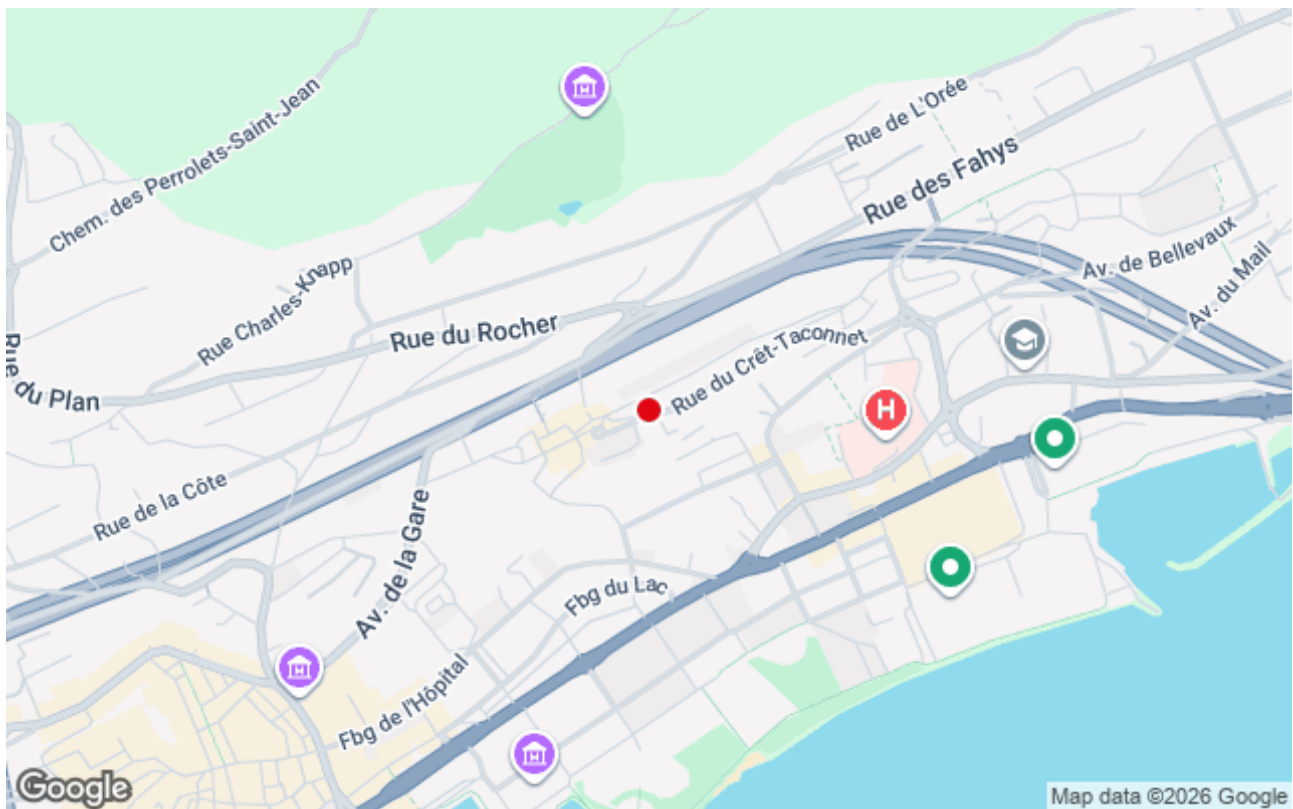 Rue de L'Orée
Rue des Fahys
Chem. des Perrolets-Saint-Jean
Av. de Bellevaux
Av. du Mail
Rue Charles-Knapp
Rue du Rocher
Rue du Plan
Rue du Crêt-Taconnet
H
Rue de la Côte
Av. de la Gare
Fbg du Lac
Fbg de l'Hôpital
Google
Map data ©2026 Google